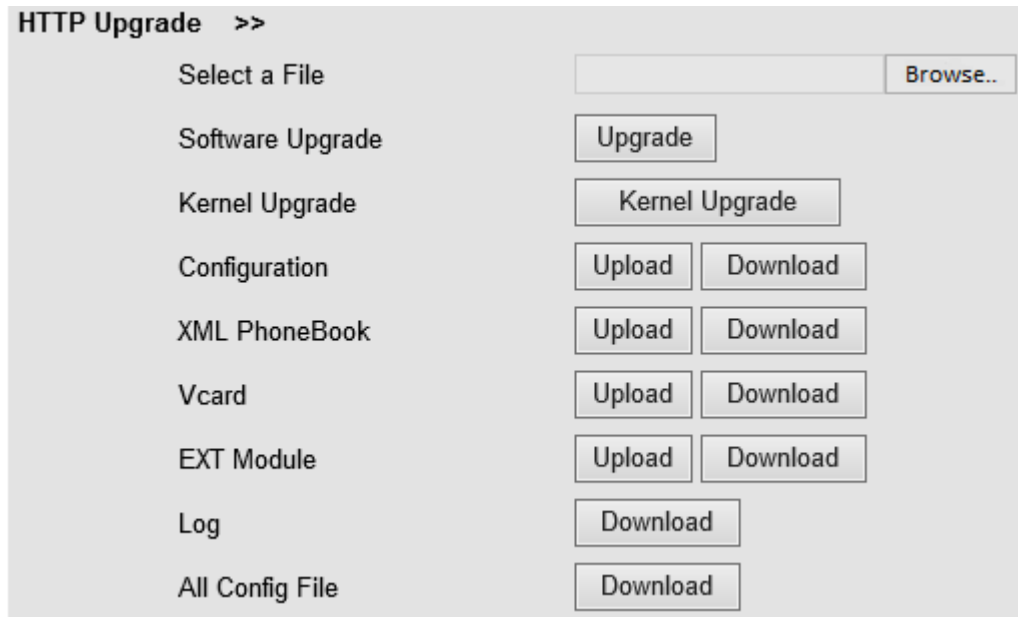 HTTP Upgrade >>
Select a File Browse..
Software Upgrade Upgrade
Kernel Upgrade Kernel Upgrade
Configuration Upload Download
XML PhoneBook Upload Download
Vcard Upload Download
EXT Module Upload Download
Log Download
All Config File Download